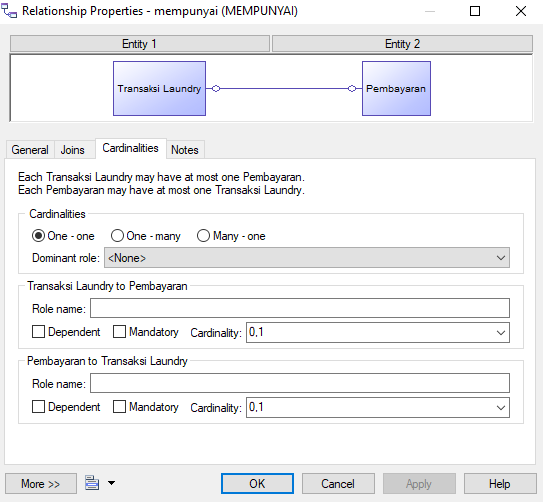 Relationship Properties - mempunyai (MEMPUNYAI)
Entity 1 Entity 2
Transaksi Laundry Pembayaran
General Joins Cardinalities Notes
Each Transaksi Laundry may have at most one Pembayaran.
Each Pembayaran may have at most one Transaksi Laundry.
Cardinalities
One - one One - many Many - one
Dominant role: <None>
Transaksi Laundry to Pembayaran
Role name:
Dependent Mandatory Cardinality: 0,1
Pembayaran to Transaksi Laundry
Role name:
Dependent Mandatory Cardinality: 0,1
More >> OK Cancel Apply Help